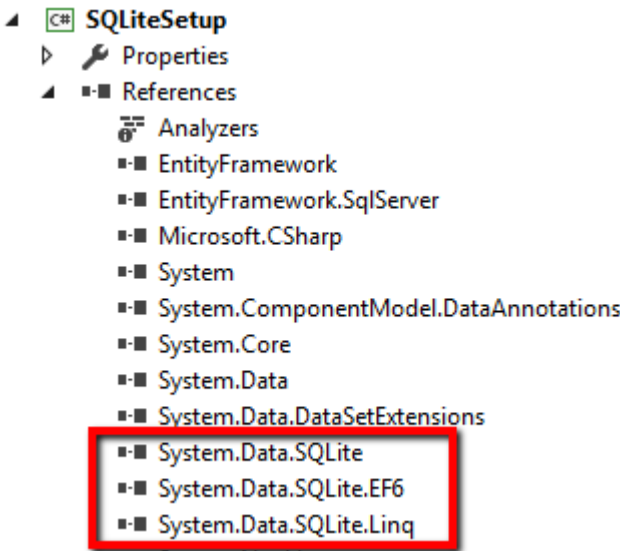 C# SQLiteSetup
Properties
References
Analyzers
EntityFramework
EntityFramework.SqlServer
Microsoft.CSharp
System
System.ComponentModel.DataAnnotations
System.Core
System.Data
System.Data.DataSetExtensions
System.Data.SQLite
System.Data.SQLite.EF6
System.Data.SQLite.Linq